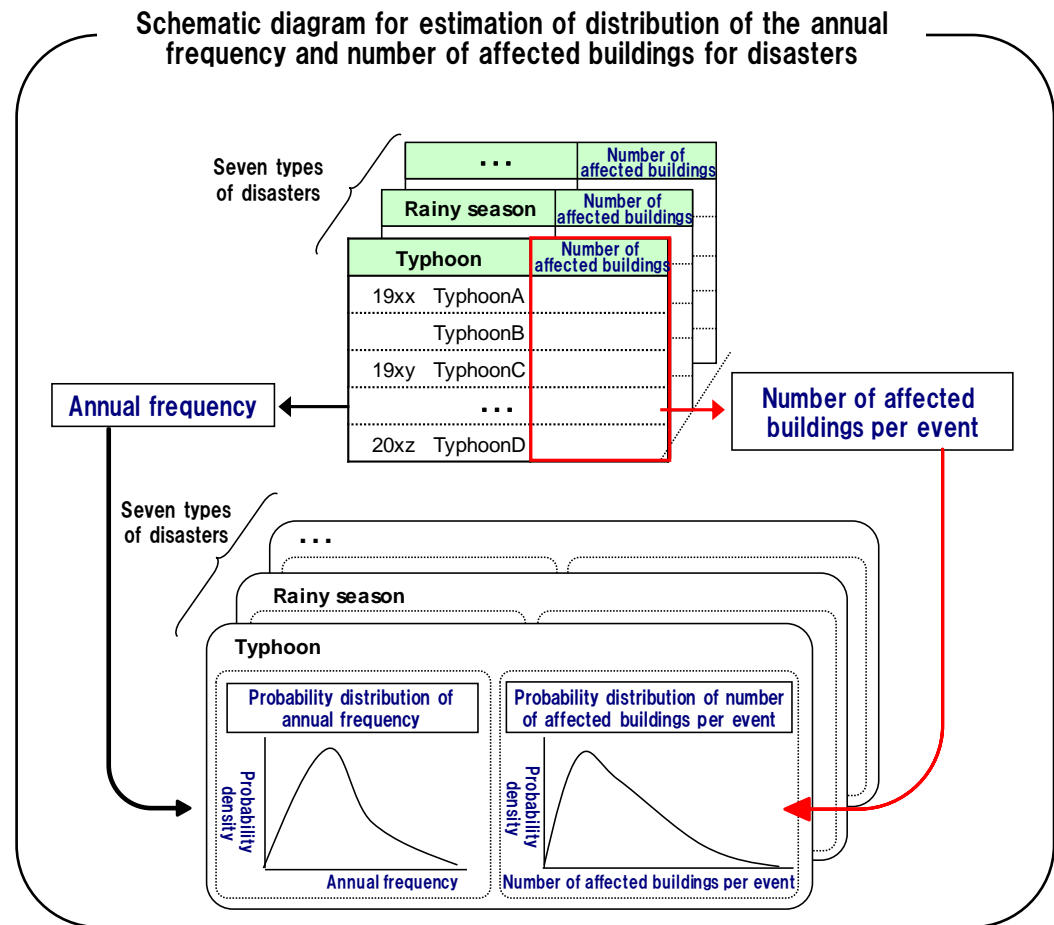 Schematic diagram for estimation of distribution of the annual
frequency and number of affected buildings for disasters
Seven types
of disasters
...
Number of
affected buildings
Rainy season
Number of
affected buildings
Typhoon
Number of
affected buildings
19xx TyphoonA
TyphoonB
19xy TyphoonC
...
20xz TyphoonD
Annual frequency
Number of affected
buildings per event
Seven types
of disasters
...
Rainy season
Typhoon
Probability distribution of
annual frequency
Probability
density
Annual frequency
Probability distribution of number
of affected buildings per event
Probability
density
Number of affected buildings per event